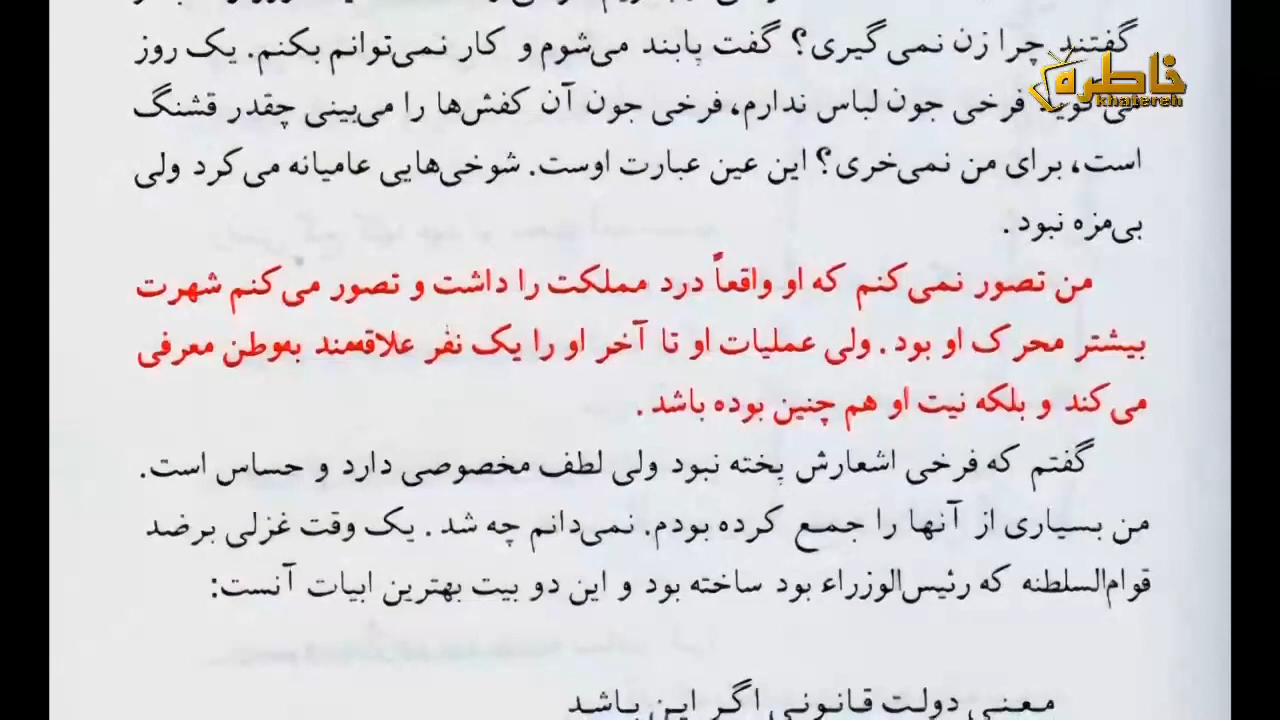 گفتند چرا زن نمی‌گیری؟ گفت پابند می‌شوم و کار نمی‌توانم بکنم. یک روز
خاطره
khatereh
فرخی جون لباس ندارم، فرخی جون آن کفش‌ها را می‌بینی چقدر قشنگ
است، برای من نمی‌خری؟ این عین عبارت اوست. شوخی‌هایی عامیانه می‌کرد ولی
بی‌مزه نبود.
من تصور نمی‌کنم که او واقعاً درد مملکت را داشت و تصور می‌کنم شهرت
بیشتر محرک او بود. ولی عملیات او تا آخر او را یک نفر علاقهمند به‌وطن معرفی
می‌کند و بلکه نیت او هم چنین بوده باشد.
گفتم که فرخی اشعارش پخته نبود ولی لطف مخصوصی دارد و حساس است.
من بسیاری از آنها را جمع کرده بودم. نمی‌دانم چه شد. یک وقت غزلی برضد
قوام‌السلطنه که رئیس‌الوزراء بود ساخته بود و این دو بیت بهترین ابیات آنست:
معنی دولت قانونی اگر این باشد